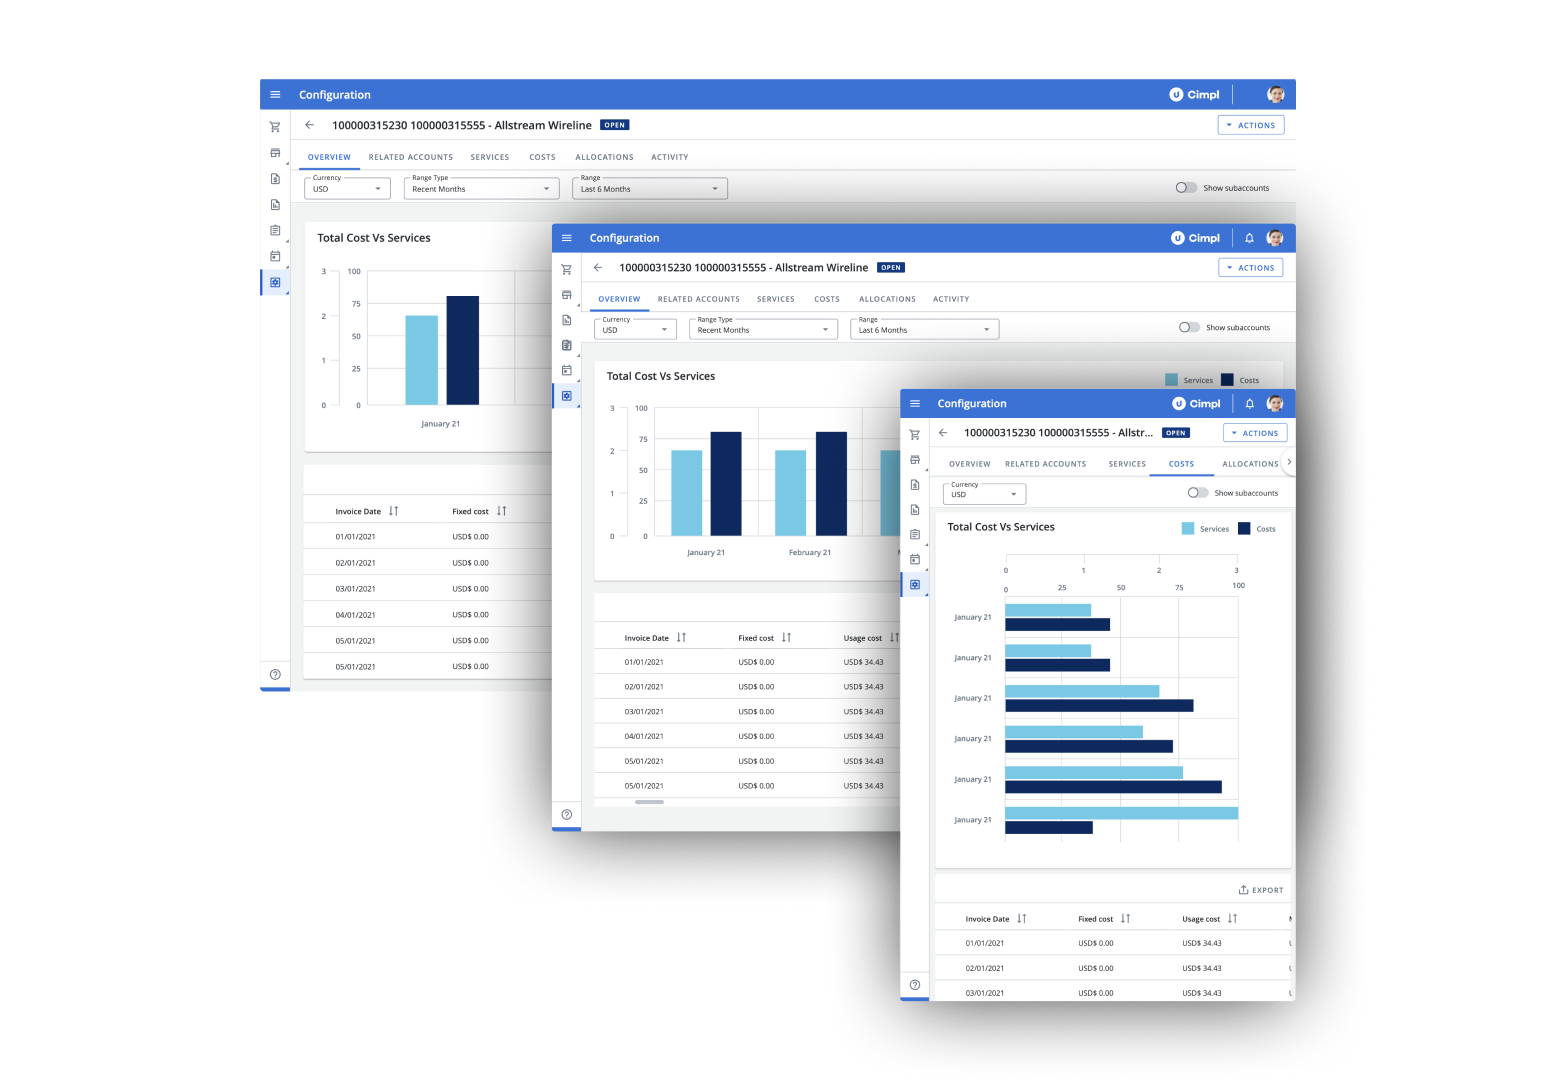 Configuration
Cimpl
100000315230 100000315555 - Allstream Wireline OPEN
ACTIONS
OVERVIEW RELATED ACCOUNTS SERVICES COSTS ALLOCATIONS ACTIVITY
Currency Range Type Range
USD Recent Months Last 6 Months
Show subaccounts
Total Cost Vs Services
3 100
75
2
50
1
25
0 0
January 21
Invoice Date Fixed cost
01/01/2021 USD$ 0.00
02/01/2021 USD$ 0.00
03/01/2021 USD$ 0.00
04/01/2021 USD$ 0.00
05/01/2021 USD$ 0.00
05/01/2021 USD$ 0.00
Configuration
Cimpl
100000315230 100000315555 - Allstream Wireline OPEN
ACTIONS
OVERVIEW RELATED ACCOUNTS SERVICES COSTS ALLOCATIONS ACTIVITY
Currency Range Type Range
USD Recent Months Last 6 Months
Show subaccounts
Total Cost Vs Services
Services Costs
3 100
75
2
50
1
25
0 0
January 21 February 21
Invoice Date Fixed cost Usage cost
01/01/2021 USD$ 0.00 USD$ 34.43
02/01/2021 USD$ 0.00 USD$ 34.43
03/01/2021 USD$ 0.00 USD$ 34.43
04/01/2021 USD$ 0.00 USD$ 34.43
05/01/2021 USD$ 0.00 USD$ 34.43
05/01/2021 USD$ 0.00 USD$ 34.43
Configuration
Cimpl
100000315230 100000315555 - Allstr... OPEN
ACTIONS
OVERVIEW RELATED ACCOUNTS SERVICES COSTS ALLOCATIONS
Currency
USD
Show subaccounts
Total Cost Vs Services
Services Costs
0 1 2 3
0 25 50 75 100
January 21
January 21
January 21
January 21
January 21
January 21
EXPORT
Invoice Date Fixed cost Usage cost
01/01/2021 USD$ 0.00 USD$ 34.43
02/01/2021 USD$ 0.00 USD$ 34.43
03/01/2021 USD$ 0.00 USD$ 34.43